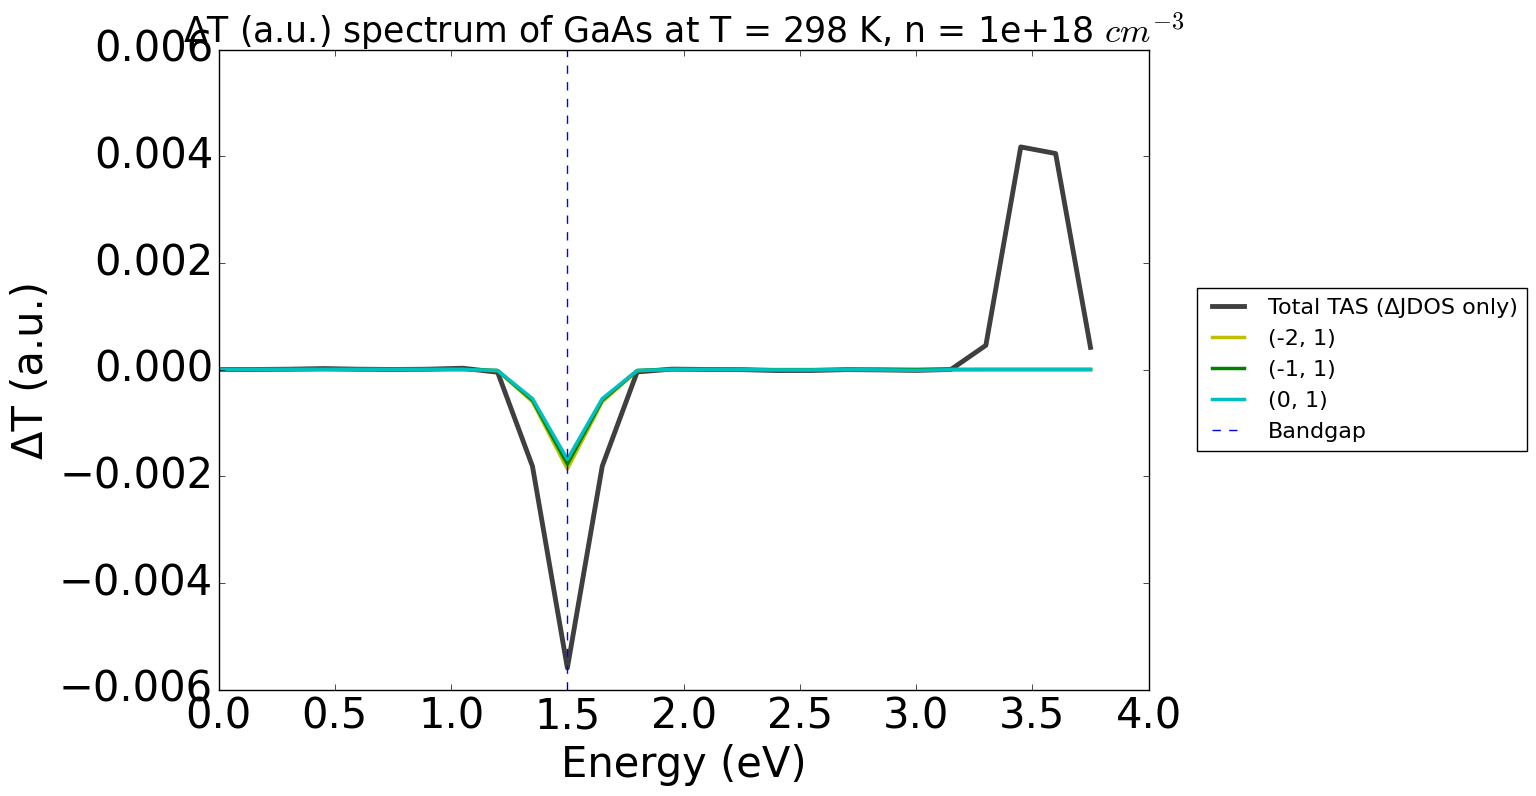 ΔT (a.u.) spectrum of GaAs at T = 298 K, n = 1e+18 cm⁻³
0.006
0.004
0.002
0.000
−0.002
−0.004
−0.006
ΔT (a.u.)
0.0 0.5 1.0 1.5 2.0 2.5 3.0 3.5 4.0
Energy (eV)
Total TAS (ΔJDOS only)
(-2, 1)
(-1, 1)
(0, 1)
Bandgap